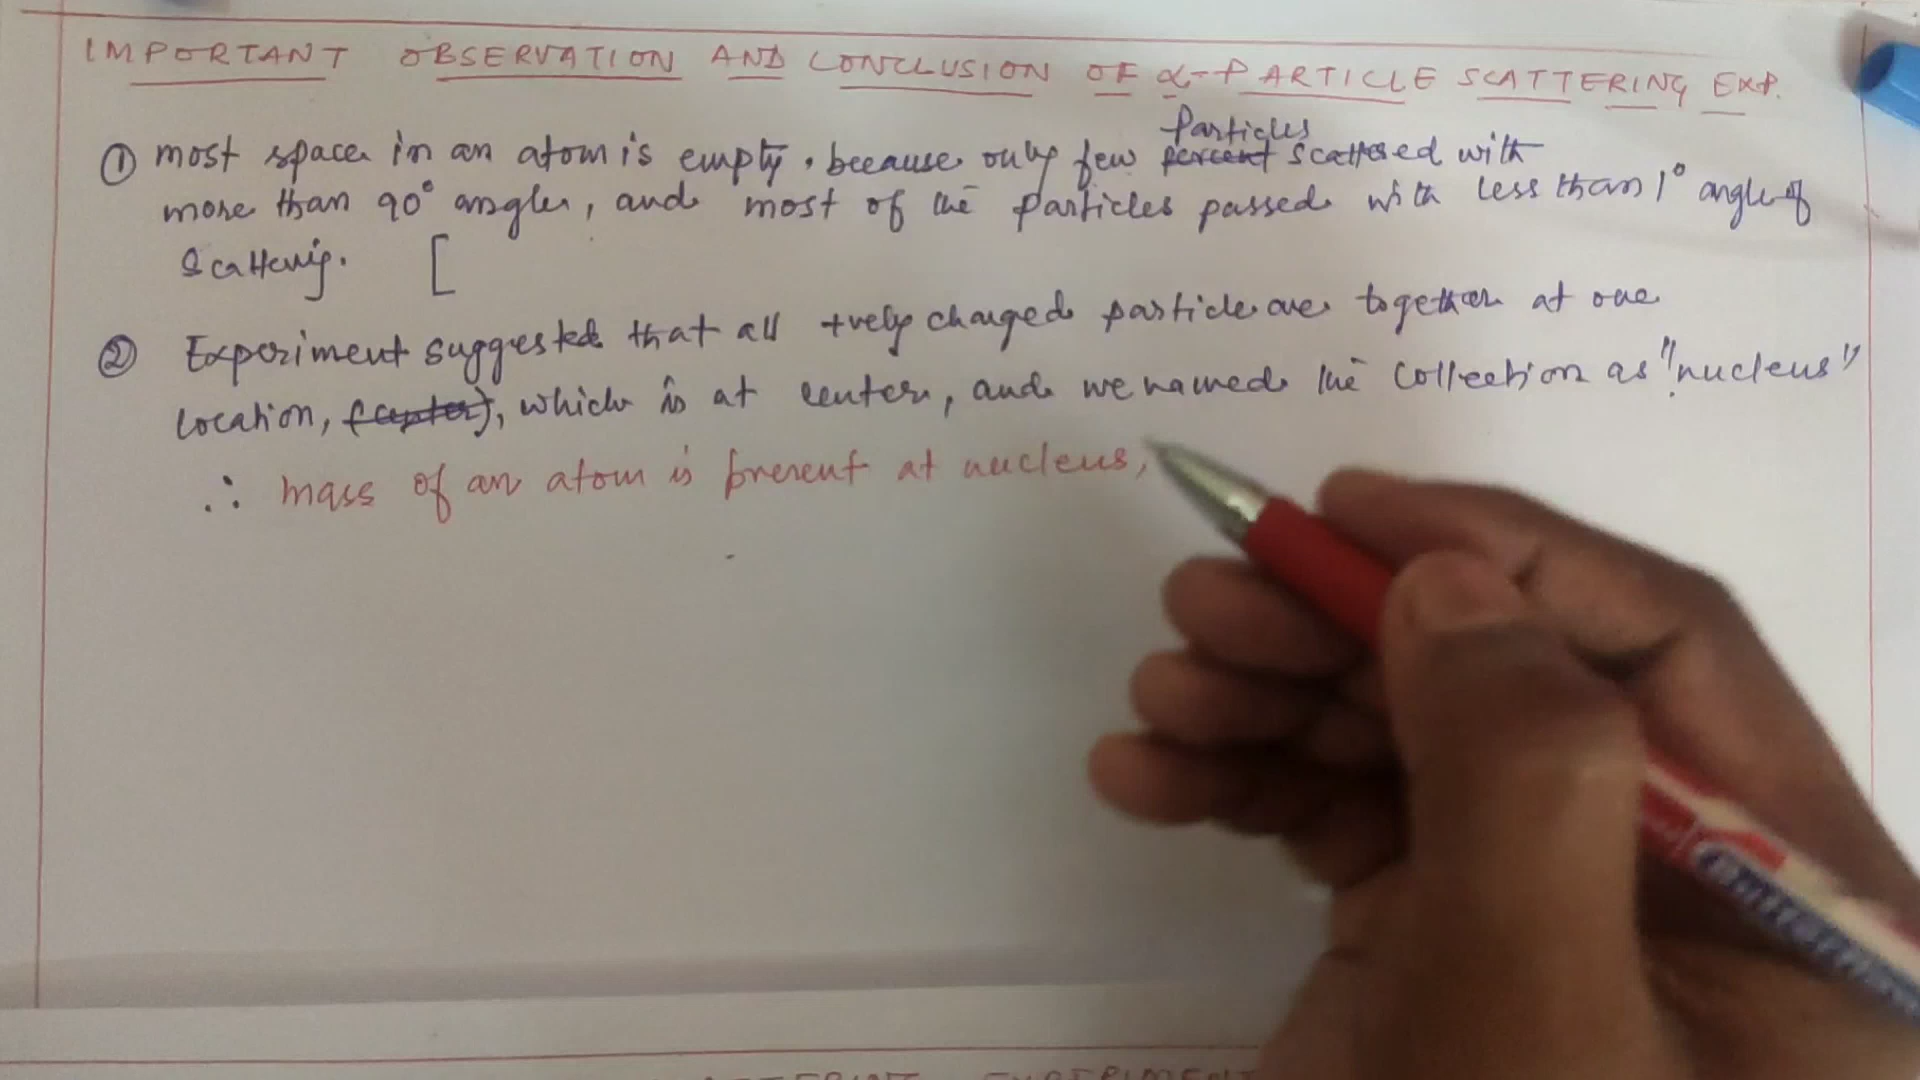 IMPORTANT OBSERVATION AND CONCLUSION OF α-PARTICLE SCATTERING EXP.
① most space in an atom is empty, because only few percent particles scattered with
more than 90° angle, and most of the particles passed with less than 1° angle of
scattering. [
② Experiment suggested that all +vely charged particle are together at one
location, (center), which is at center, and we named the collection as "nucleus"
∴ mass of an atom is present at nucleus,
SCATTERING EXPERIMENT